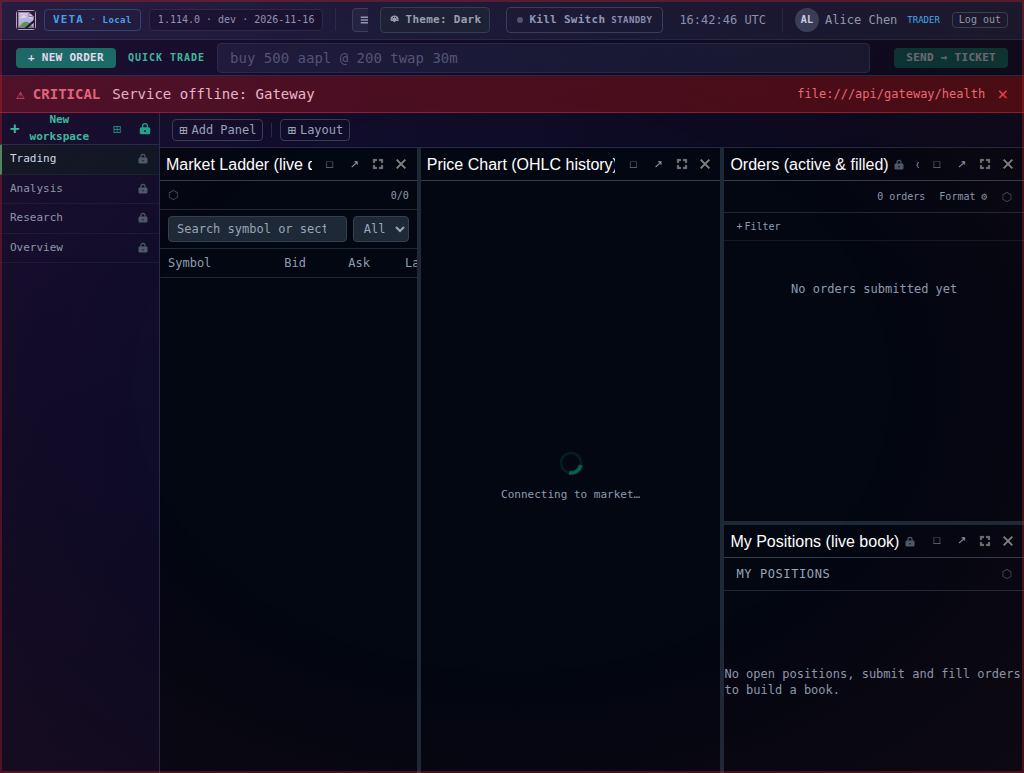 VETA · Local
1.114.0 · dev · 2026-11-16
Theme: Dark
Kill Switch STANDBY
16:42:46 UTC
AL
Alice Chen
TRADER
Log out
+ NEW ORDER
QUICK TRADE
buy 500 aapl @ 200 twap 30m
SEND → TICKET
⚠ CRITICAL Service offline: Gateway
file:///api/gateway/health
×
+ New workspace
Add Panel
Layout
Trading
Analysis
Research
Overview
Market Ladder (live
0/0
Search symbol or sect
All
Symbol Bid Ask La
Price Chart (OHLC history)
Connecting to market…
Orders (active & filled)
0 orders
Format
+ Filter
No orders submitted yet
My Positions (live book)
MY POSITIONS
No open positions, submit and fill orders
to build a book.